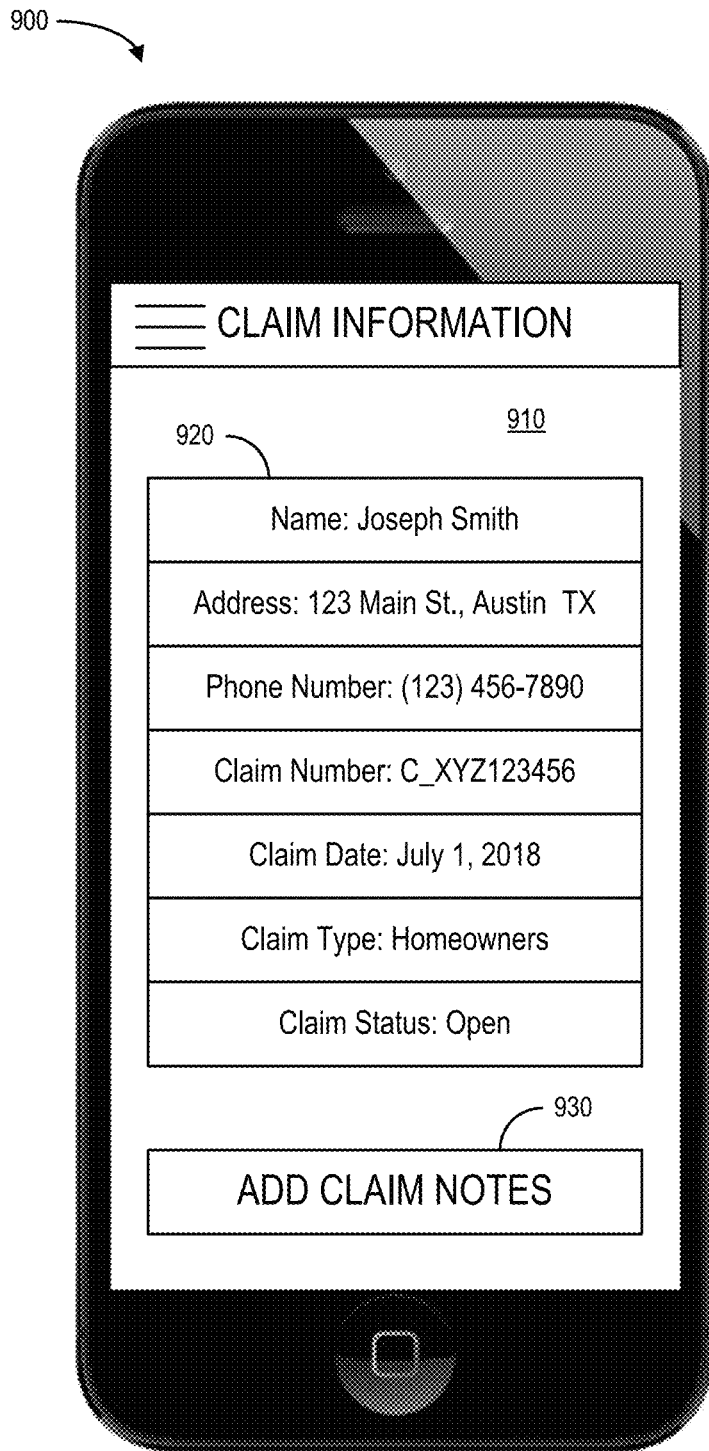 900
CLAIM INFORMATION
910
920
Name: Joseph Smith
Address: 123 Main St., Austin  TX
Phone Number: (123) 456-7890
Claim Number: C_XYZ123456
Claim Date: July 1, 2018
Claim Type: Homeowners
Claim Status: Open
930
ADD CLAIM NOTES